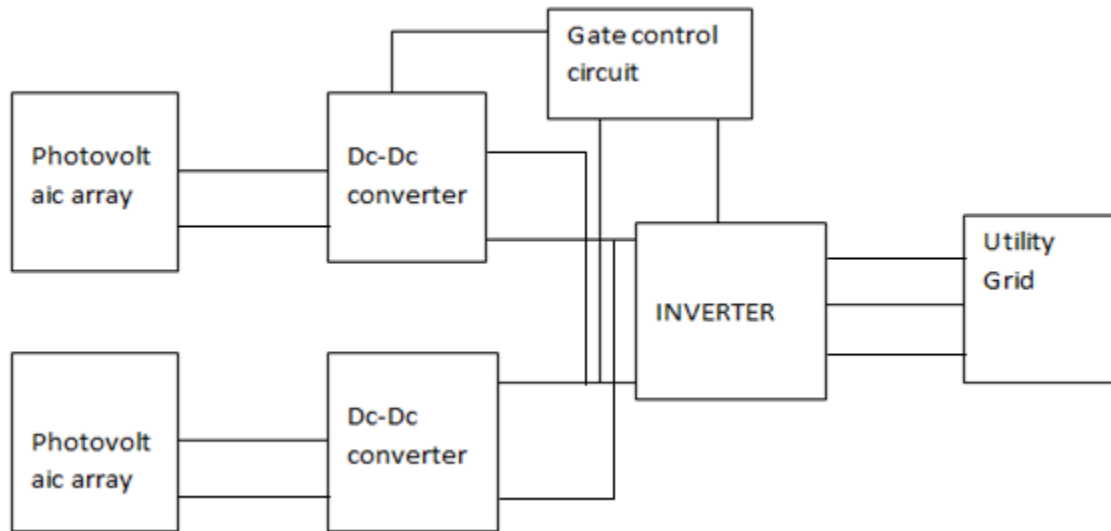 Gate control
circuit
Photovolt
aic array
Dc-Dc
converter
Utility
Grid
INVERTER
Photovolt
aic array
Dc-Dc
converter